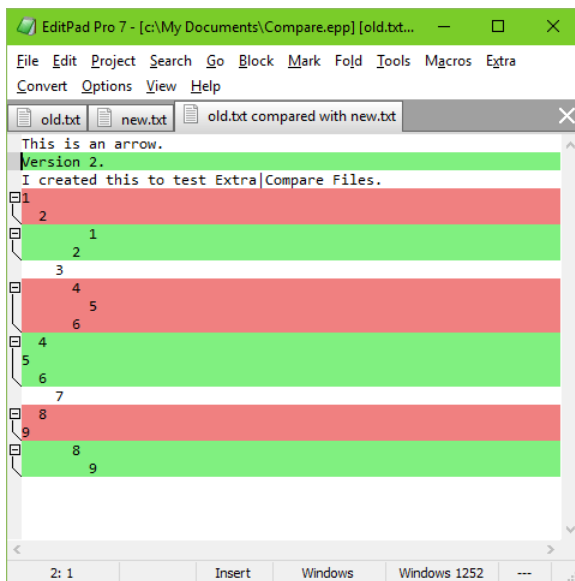 EditPad Pro 7 - [c:\My Documents\Compare.epp] [old.txt...
File Edit Project Search Go Block Mark Fold Tools Macros Extra
Convert Options View Help
old.txt new.txt old.txt compared with new.txt
This is an arrow.
Version 2.
I created this to test Extra|Compare Files.
1
  2
        1
      2
    3
      4
        5
      6
  4
5
  6
    7
  8
9
      8
        9
2: 1 Insert Windows Windows 1252 ---